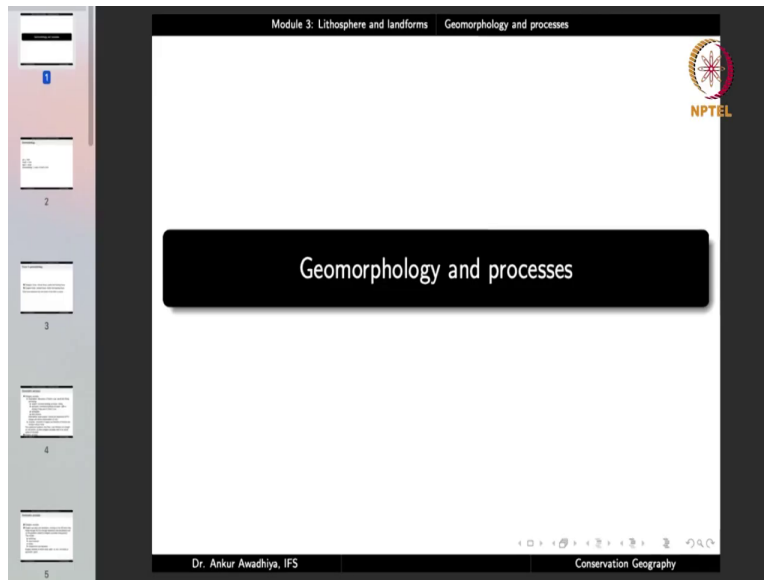 Module 3: Lithosphere and landforms Geomorphology and processes
NPTEL
Geomorphology and processes
Dr. Ankur Awadhiya, IFS Conservation Geography
1
2
3
4
5